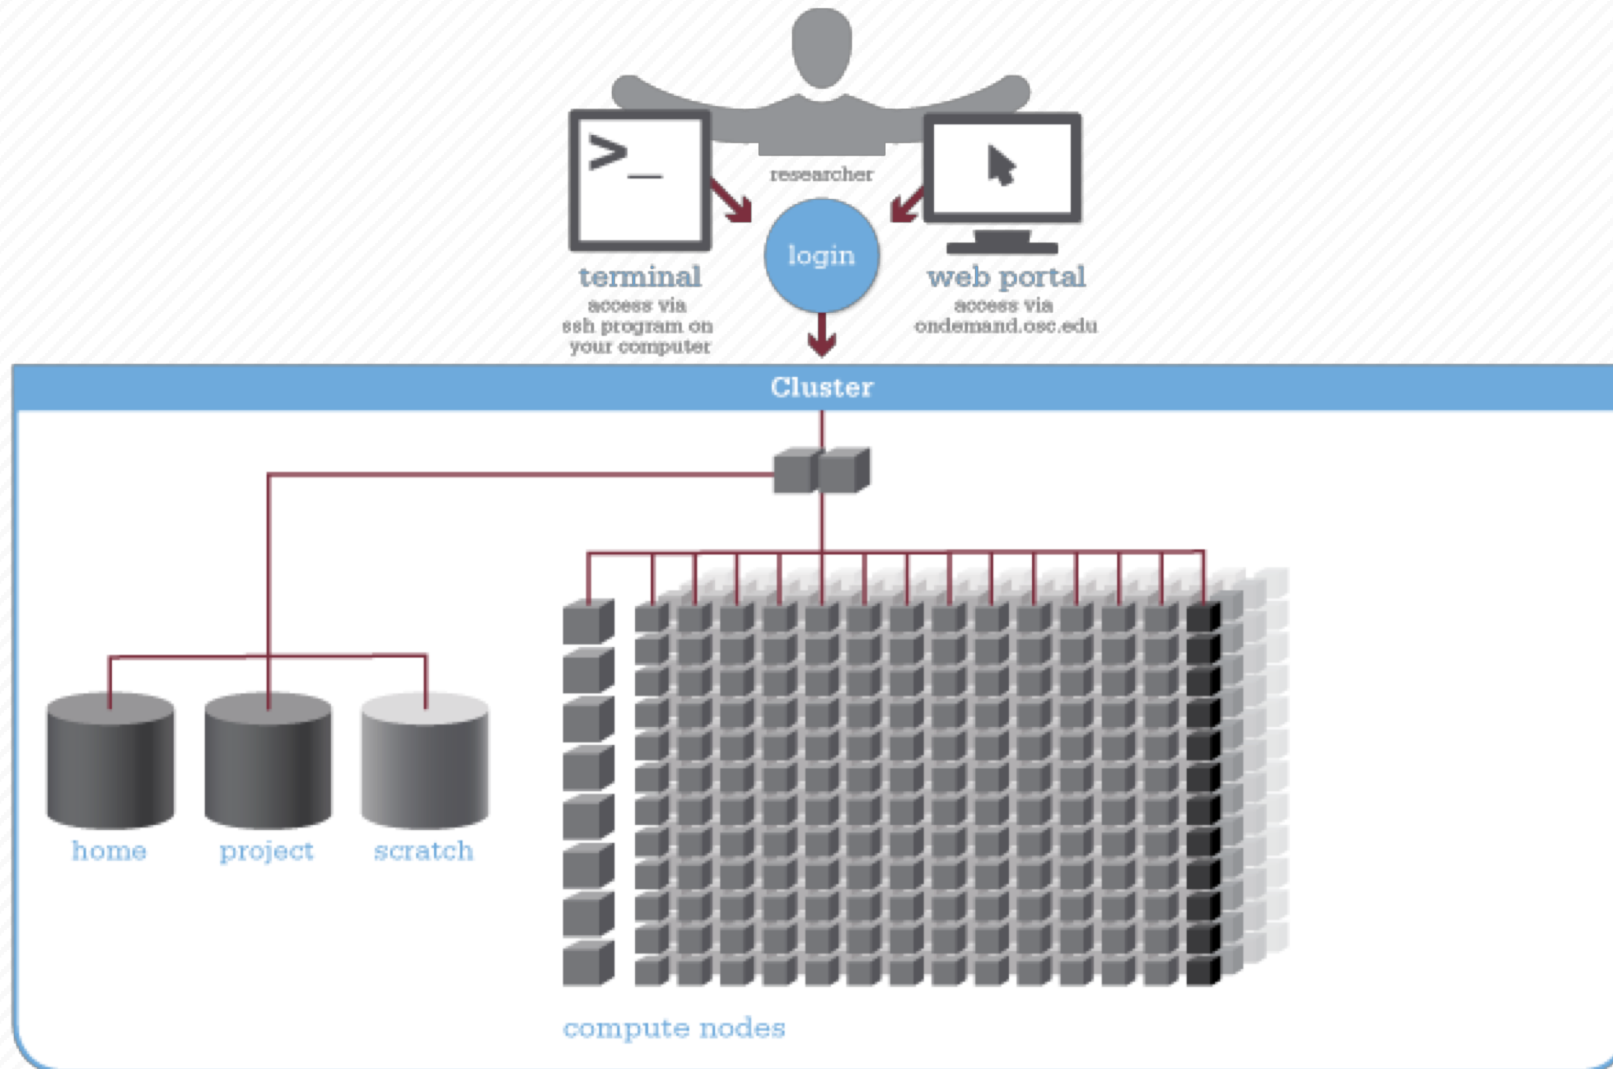 >_
researcher
login
terminal
access via
ssh program on
your computer
web portal
access via
ondemand.osc.edu
Cluster
home
project
scratch
compute nodes